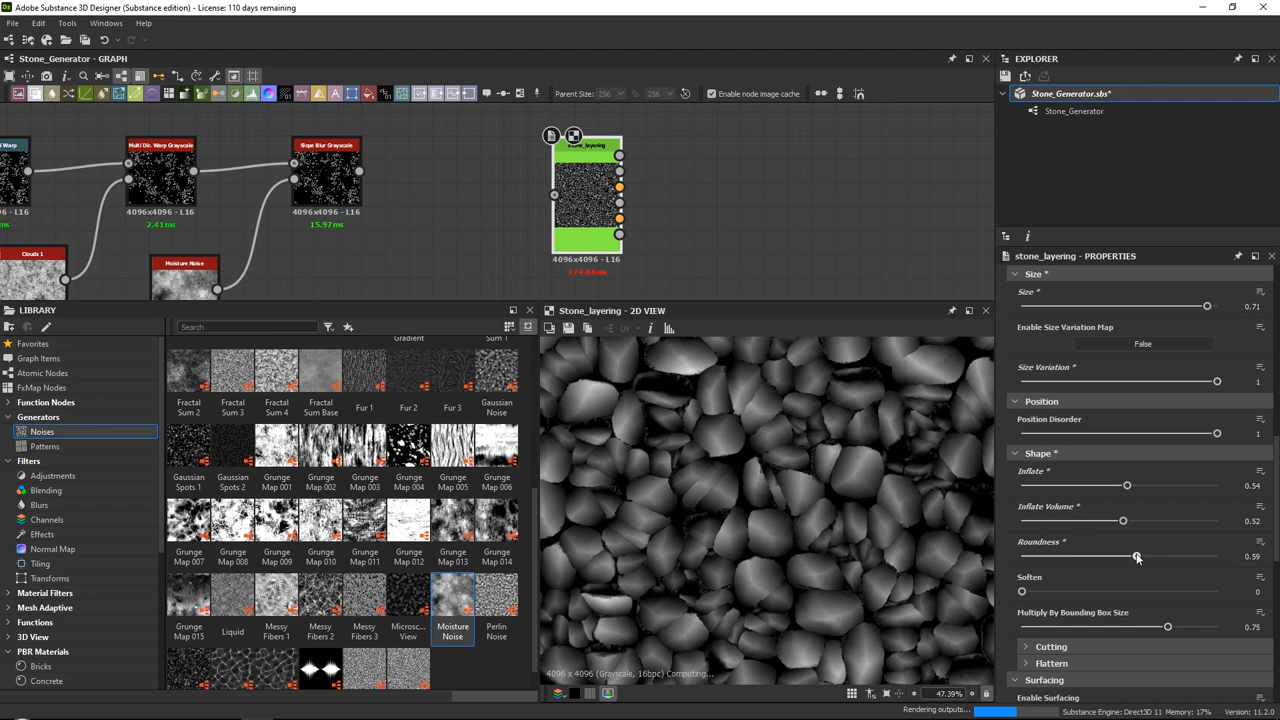 Adobe Substance 3D Designer (Substance edition) - License: 110 days remaining
File Edit Tools Windows Help
Stone_Generator - GRAPH
Parent Size: 256 256 Enable node image cache
Warp
Multi Dir. Warp Grayscale
Slope Blur Grayscale
Stone_layering
4096x4096 - L16
4096x4096 - L16
2.41ms
15.97ms
Clouds 1
Moisture Noise
4096x4096 - L16
174.66ms
EXPLORER
Stone_Generator.sbs*
Stone_Generator
stone_layering - PROPERTIES
Size *
Size *
0.71
Enable Size Variation Map
False
Size Variation *
1
Position
Position Disorder
1
Shape *
Inflate *
0.54
Inflate Volume *
0.52
Roundness *
0.59
Soften
0
Multiply By Bounding Box Size
0.75
Cutting
Flattern
Surfacing
Enable Surfacing
LIBRARY
Search
Favorites
Graph Items
Atomic Nodes
FxMap Nodes
Function Nodes
Generators
Noises
Patterns
Filters
Adjustments
Blending
Blurs
Channels
Effects
Normal Map
Tiling
Transforms
Material Filters
Mesh Adaptive
Functions
3D View
PBR Materials
Bricks
Concrete
Gradient
Sum 1
Fractal Sum 2
Fractal Sum 3
Fractal Sum 4
Fractal Sum Base
Fur 1
Fur 2
Fur 3
Gaussian Noise
Gaussian Spots 1
Gaussian Spots 2
Grunge Map 001
Grunge Map 002
Grunge Map 003
Grunge Map 004
Grunge Map 005
Grunge Map 006
Grunge Map 007
Grunge Map 008
Grunge Map 009
Grunge Map 010
Grunge Map 011
Grunge Map 012
Grunge Map 013
Grunge Map 014
Grunge Map 015
Liquid
Messy Fibers 1
Messy Fibers 2
Messy Fibers 3
Microsc... View
Moisture Noise
Perlin Noise
Stone_layering - 2D VIEW
UV
4096 x 4096 (Grayscale, 16bpc) Computing...
47.39%
Rendering outputs...
Substance Engine: Direct3D 11 Memory: 17%
Version: 11.2.0